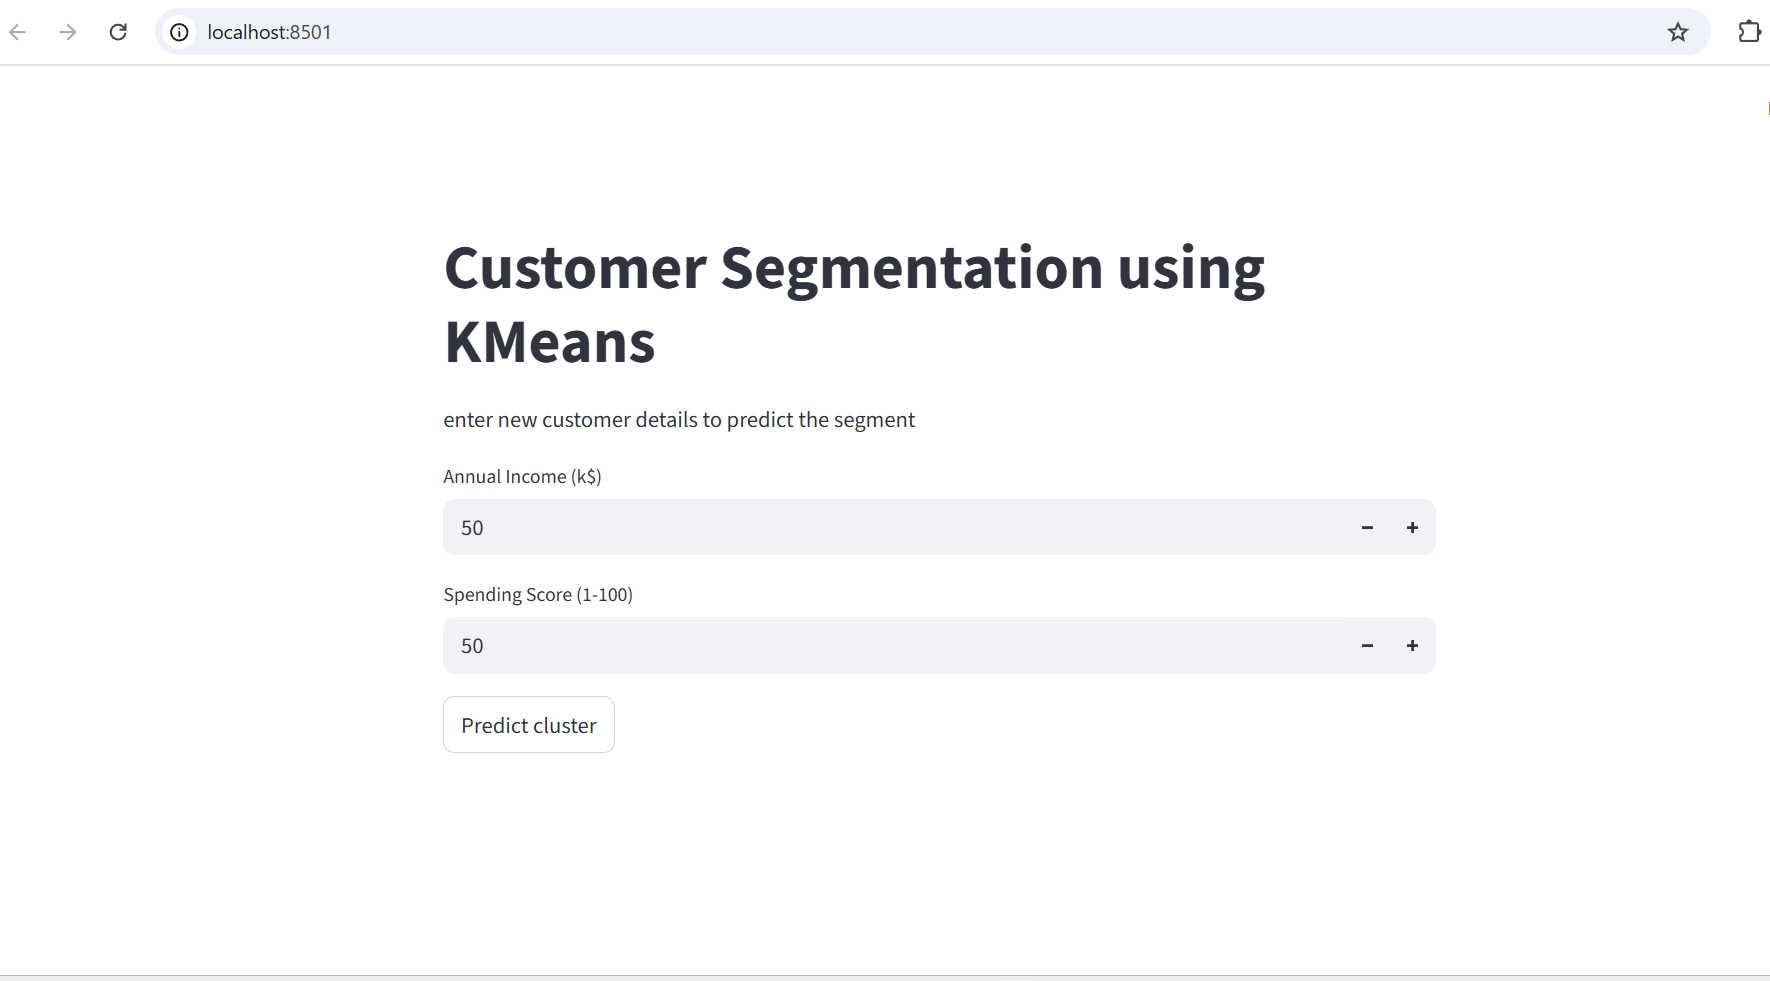 localhost:8501
Customer Segmentation using
KMeans
enter new customer details to predict the segment
Annual Income (k$)
50
Spending Score (1-100)
50
Predict cluster